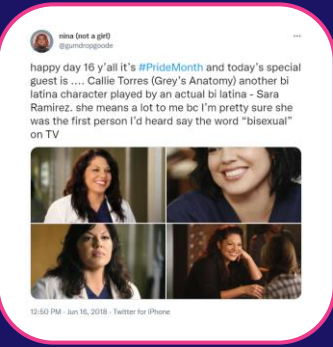 nina (not a girl)
@gumdropgoode
happy day 16 y'all it's #PrideMonth and today's special
guest is .... Callie Torres (Grey's Anatomy) another bi
latina character played by an actual bi latina - Sara
Ramirez. she means a lot to me bc I'm pretty sure she
was the first person I'd heard say the word "bisexual"
on TV
12:50 PM - Jun 16, 2018 - Twitter for iPhone